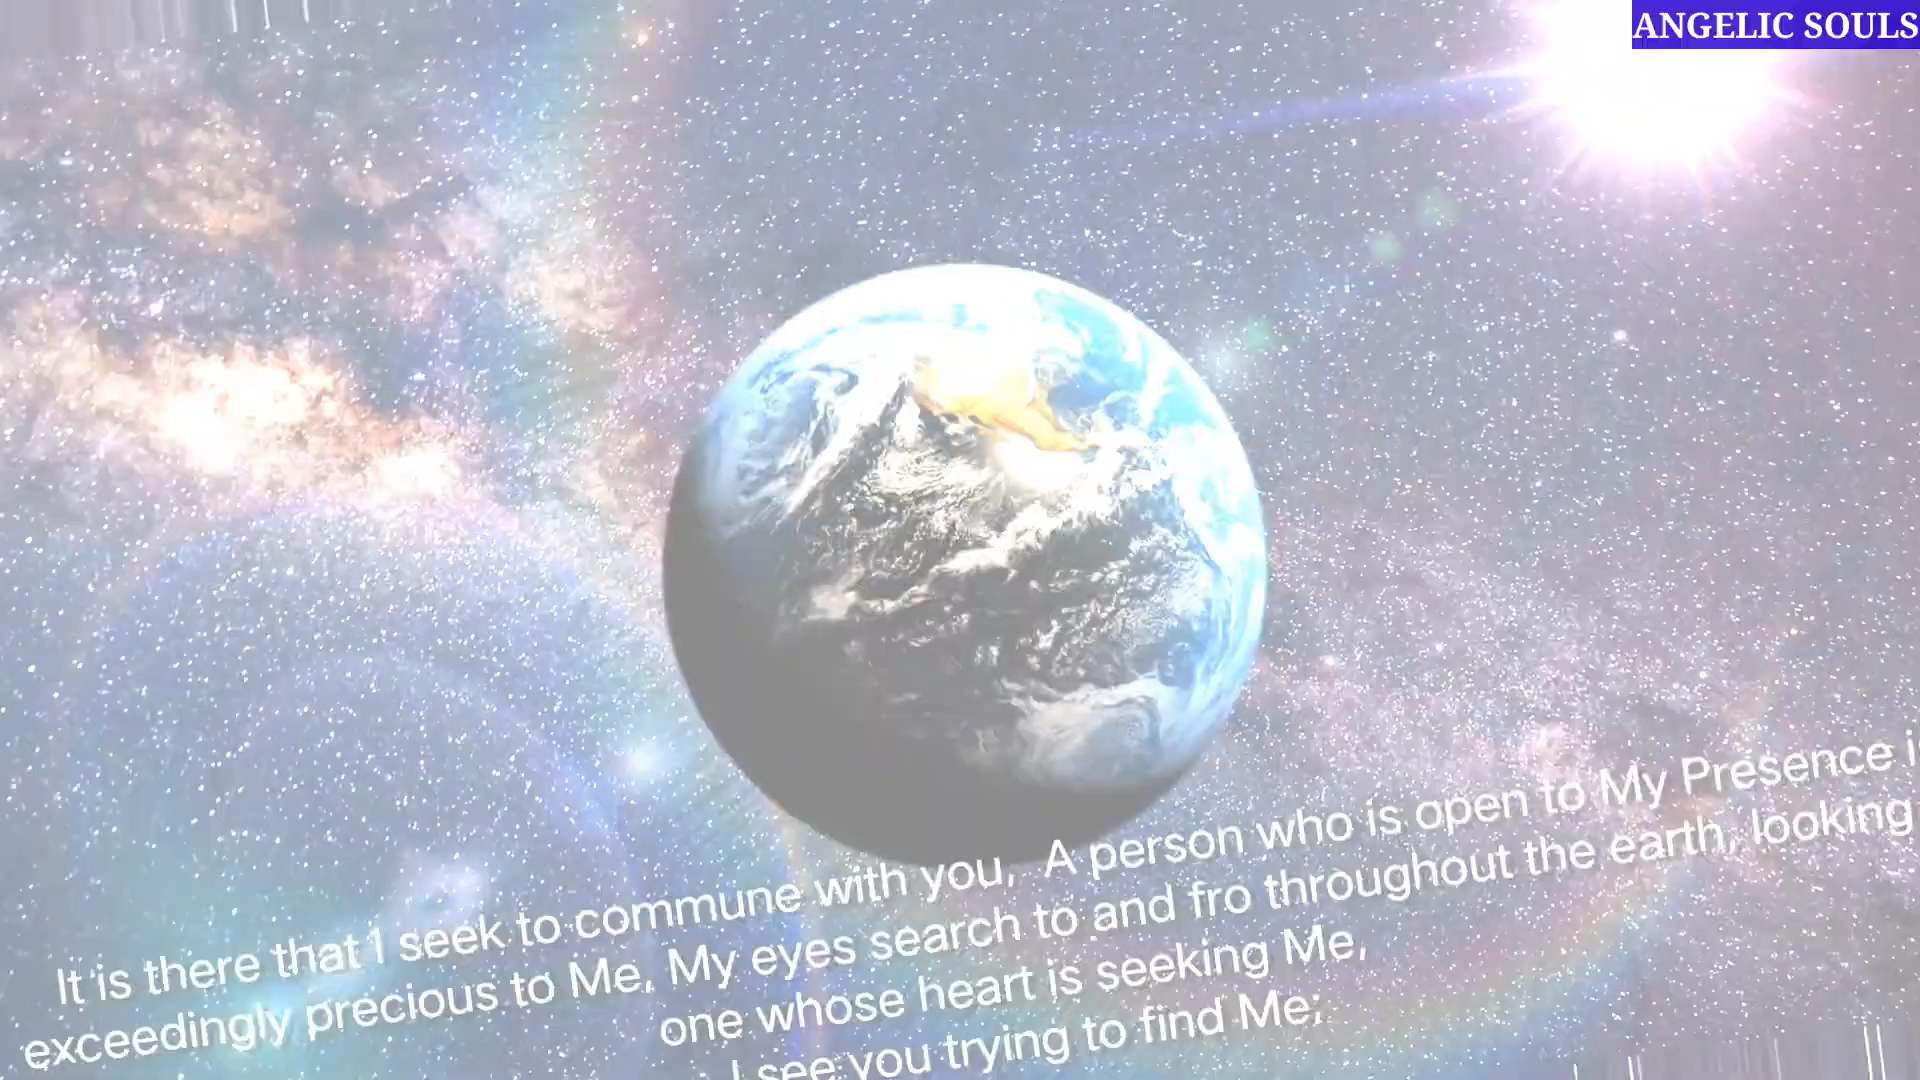 ANGELIC SOULS
It is there that I seek to commune with you, A person who is open to My Presence
exceedingly precious to Me, My eyes search to and fro throughout the earth, looking
one whose heart is seeking Me,
I see you trying to find Me;